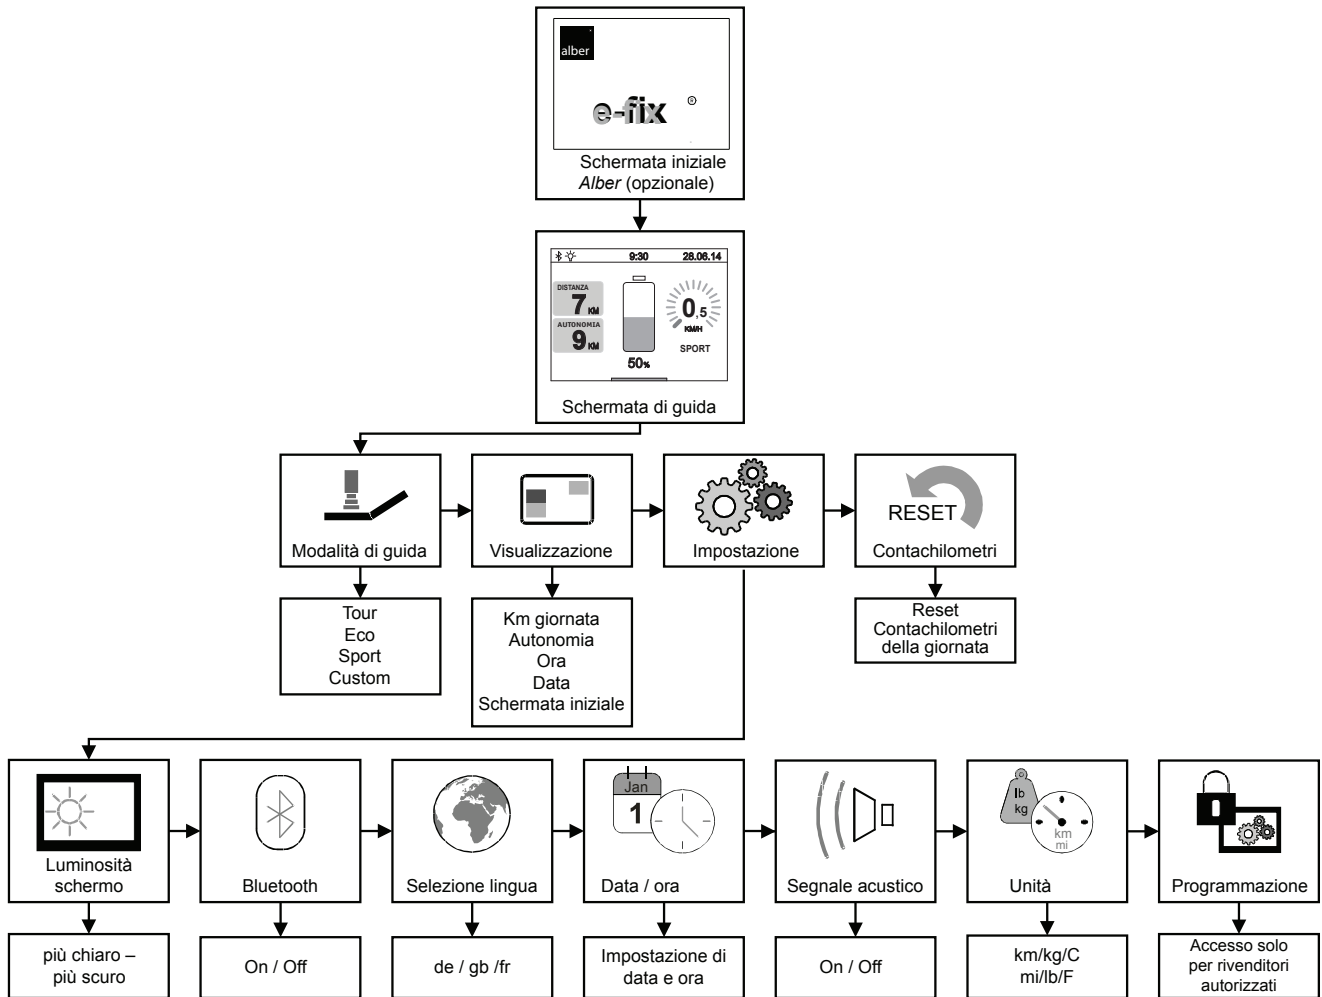 alber
e-fix ®
Schermata iniziale
Alber (opzionale)
9:30 28.06.14
DISTANZA
7 KM
AUTONOMIA
9 KM
50%
0,5
KM/H
SPORT
Schermata di guida
Modalità di guida
Visualizzazione
Impostazione
RESET
Contachilometri
Tour
Eco
Sport
Custom
Km giornata
Autonomia
Ora
Data
Schermata iniziale
Reset
Contachilometri
della giornata
Luminosità
schermo
Bluetooth
Selezione lingua
Jan
1
Data / ora
Segnale acustico
lb
kg
km
mi
Unità
Programmazione
più chiaro –
più scuro
On / Off
de / gb /fr
Impostazione di
data e ora
On / Off
km/kg/C
mi/lb/F
Accesso solo
per rivenditori
autorizzati